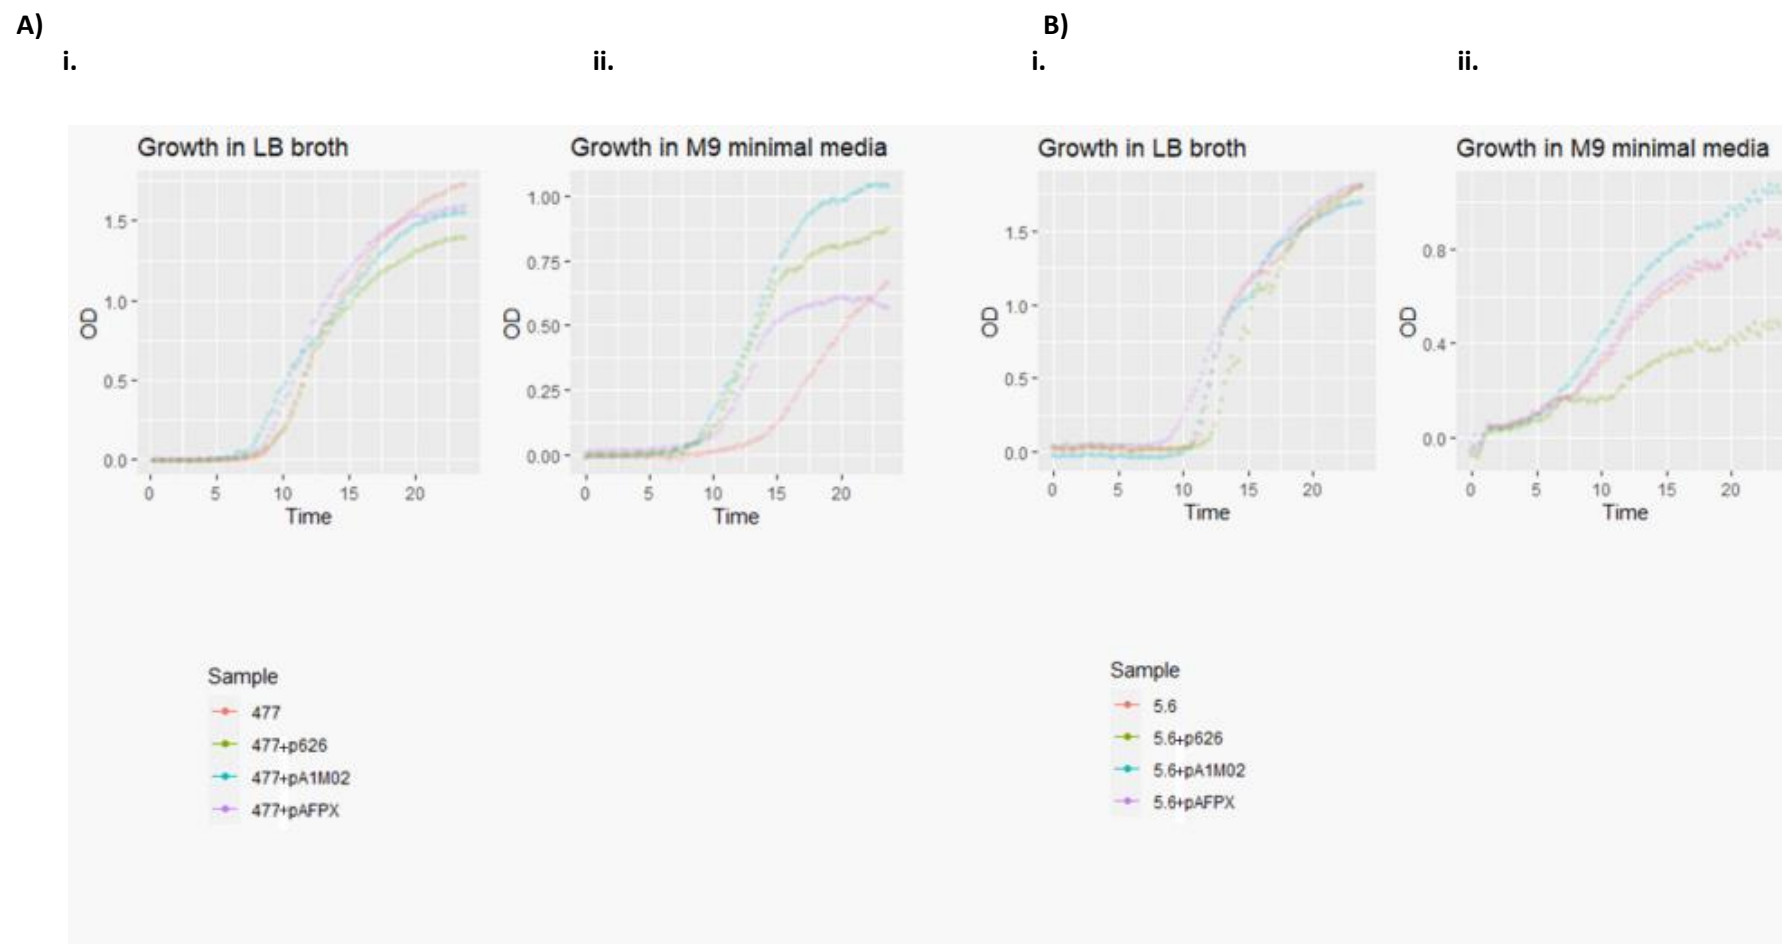 A)
B)
i.
ii.
i.
ii.
Growth in LB broth
Growth in M9 minimal media
Growth in LB broth
Growth in M9 minimal media
OD
1.5
1.0
0.5
0.0
0 5 10 15 20
Time
OD
1.00
0.75
0.50
0.25
0.00
0 5 10 15 20
Time
OD
1.5
1.0
0.5
0.0
0 5 10 15 20
Time
OD
0.8
0.4
0.0
0 5 10 15 20
Time
Sample
477
477+p626
477+pA1M02
477+pAFPX
Sample
5.6
5.6+p626
5.6+pA1M02
5.6+pAFPX